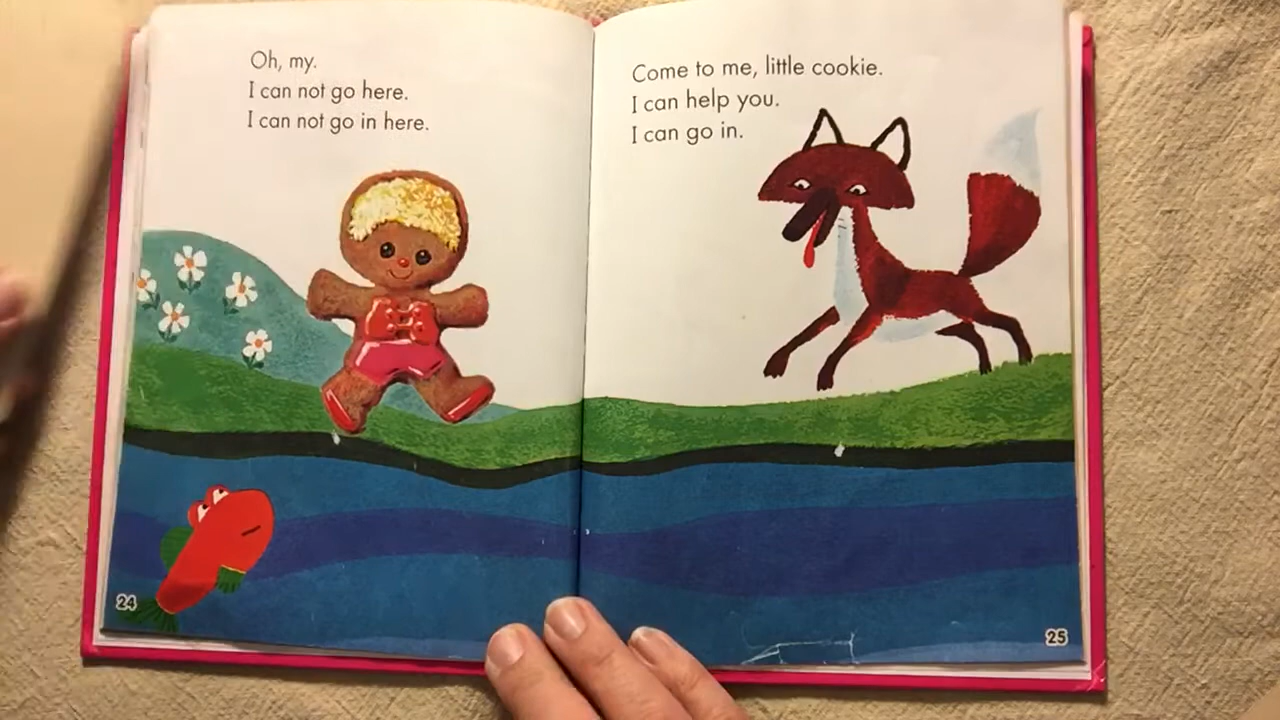 Oh, my.
I can not go here.
I can not go in here.
Come to me, little cookie.
I can help you.
I can go in.
24
25